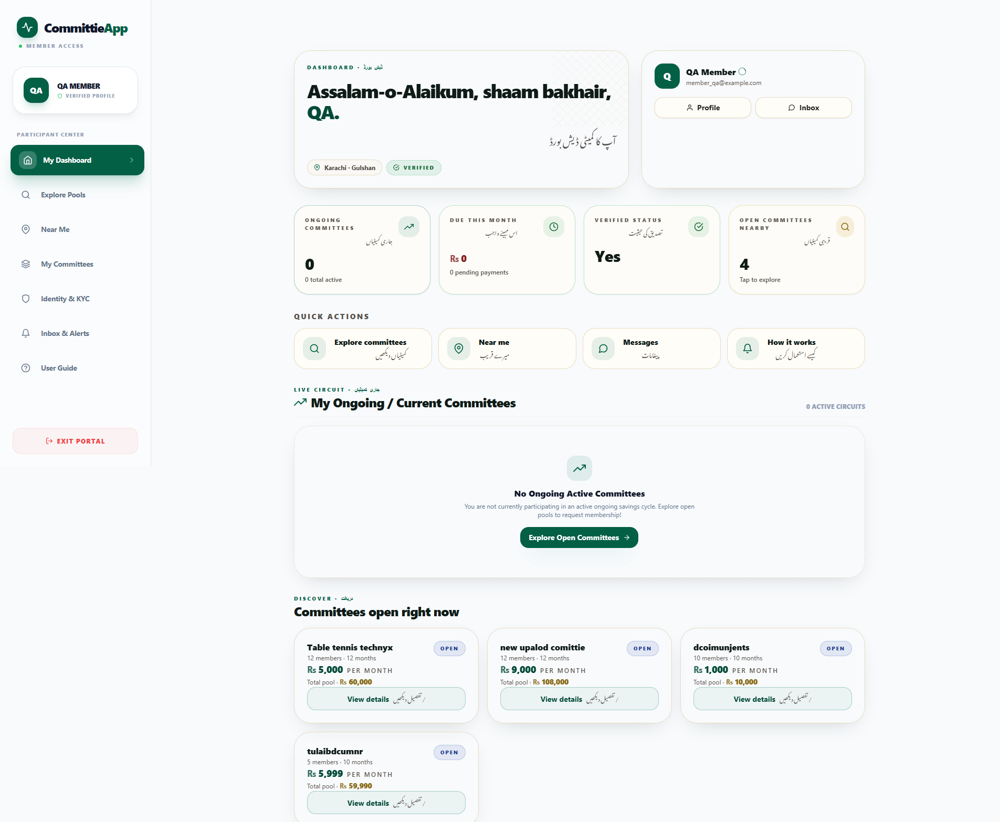 CommittieApp
MEMBER ACCESS
QA
QA MEMBER
VERIFIED PROFILE
PARTICIPANT CENTER
My Dashboard
Explore Pools
Near Me
My Committees
Identity & KYC
Inbox & Alerts
User Guide
EXIT PORTAL
DASHBOARD · ڈیش بورڈ
Assalam-o-Alaikum, shaam bakhair,
QA.
آپ کا کمیٹی ڈیش بورڈ
Karachi · Gulshan
VERIFIED
Q
QA Member
member_qa@example.com
Profile
Inbox
ONGOING
COMMITTEES
جاری کمیٹیاں
0
0 total active
DUE THIS MONTH
اس مہینے واجب
Rs 0
0 pending payments
VERIFIED STATUS
تصدیق کی حیثیت
Yes
OPEN COMMITTEES
NEARBY
قریبی کمیٹیاں
4
Tap to explore
QUICK ACTIONS
Explore committees
کمیٹیاں دیکھیں
Near me
میرے قریب
Messages
پیغامات
How it works
کیسے استعمال کریں
LIVE CIRCUIT · جاری کمیٹیاں
My Ongoing / Current Committees
0 ACTIVE CIRCUITS
No Ongoing Active Committees
You are not currently participating in an active ongoing savings cycle. Explore open
pools to request membership!
Explore Open Committees
DISCOVER · دریافت
Committees open right now
Table tennis technyx
OPEN
12 members · 12 months
Rs 5,000 PER MONTH
Total pool · Rs 60,000
View details / تفصیل دیکھیں
new upalod comittie
OPEN
12 members · 12 months
Rs 9,000 PER MONTH
Total pool · Rs 108,000
View details / تفصیل دیکھیں
dcoimunjents
OPEN
10 members · 10 months
Rs 1,000 PER MONTH
Total pool · Rs 10,000
View details / تفصیل دیکھیں
tulaibdcumnr
OPEN
5 members · 10 months
Rs 5,999 PER MONTH
Total pool · Rs 59,990
View details / تفصیل دیکھیں